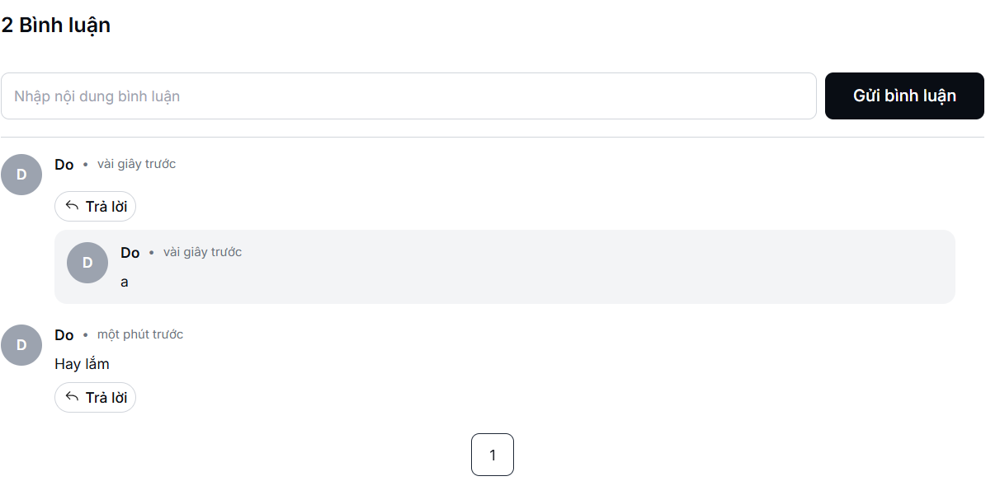 2 Bình luận
Nhập nội dung bình luận
Gửi bình luận
D
Do • vài giây trước
Trả lời
D
Do • vài giây trước
a
D
Do • một phút trước
Hay lắm
Trả lời
1